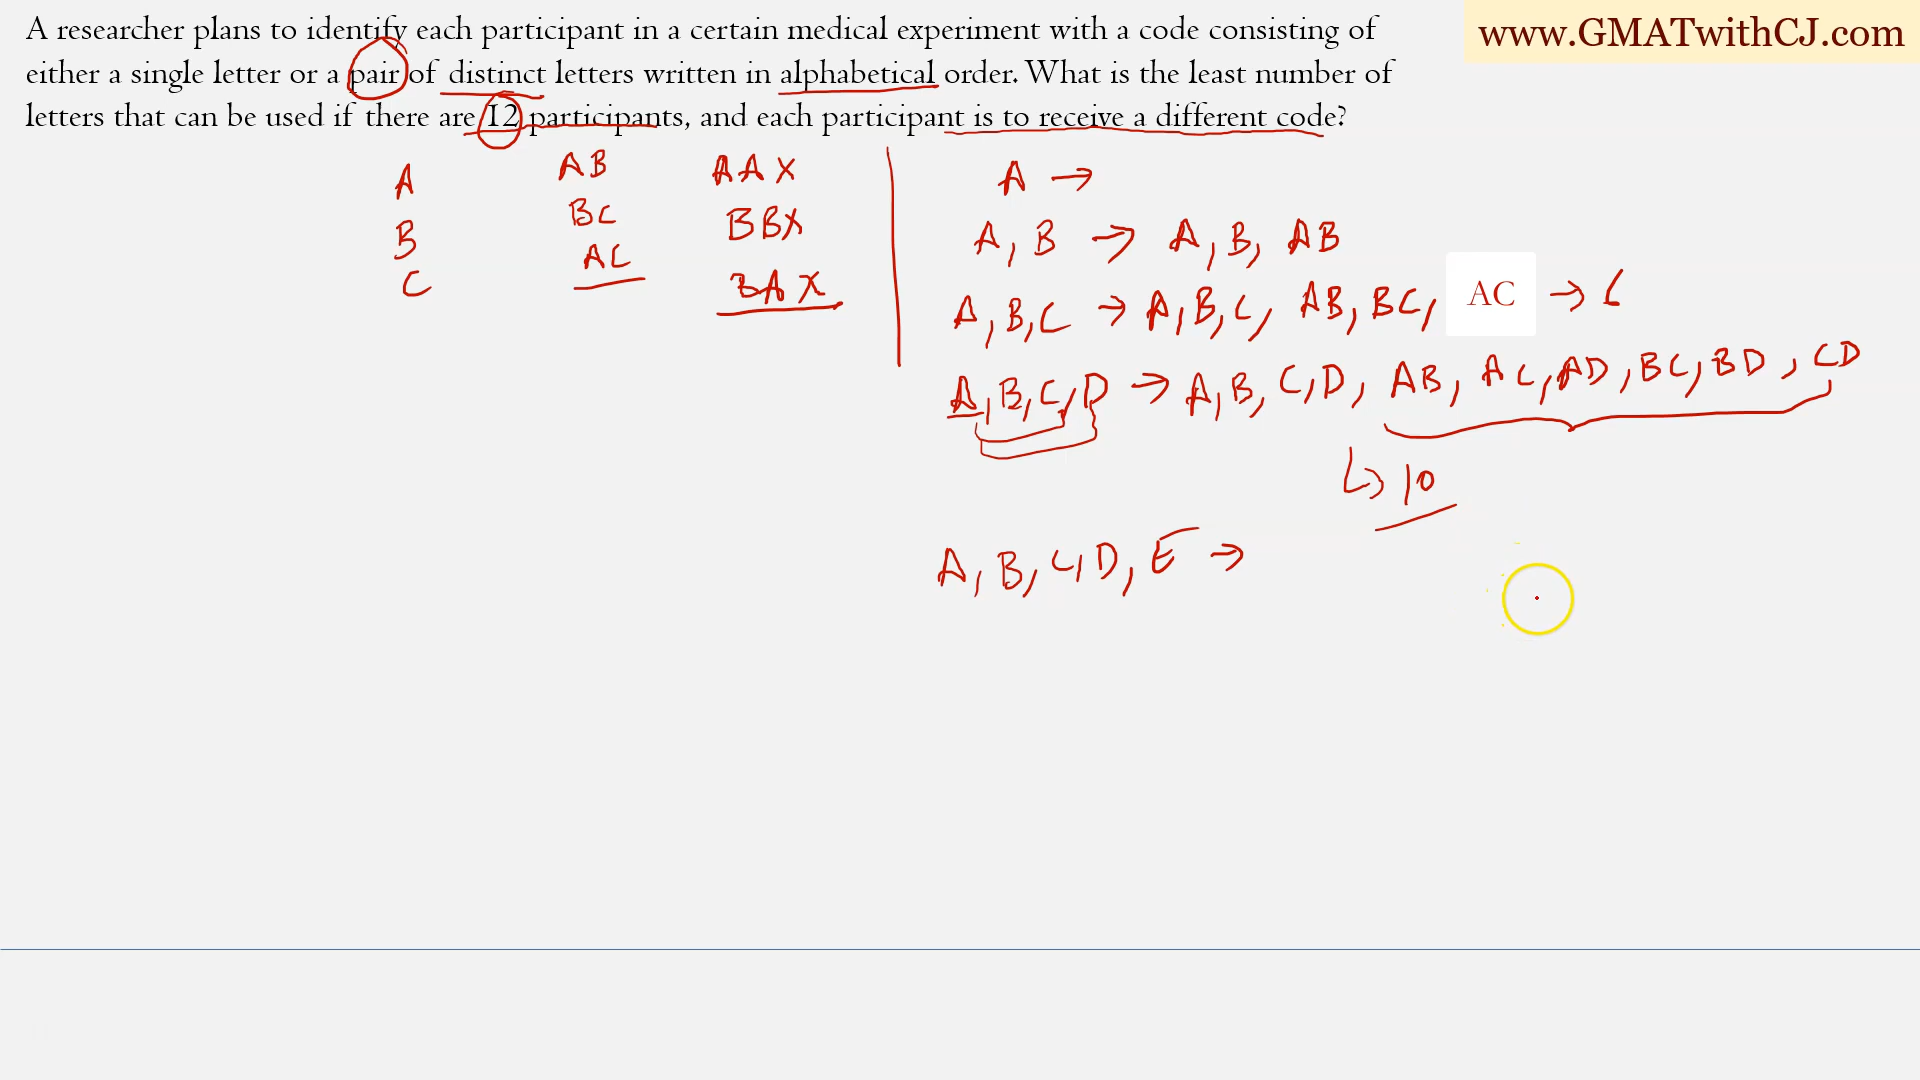 A researcher plans to identify each participant in a certain medical experiment with a code consisting of
either a single letter or a pair of distinct letters written in alphabetical order. What is the least number of
letters that can be used if there are 12 participants, and each participant is to receive a different code?
www.GMATwithCJ.com
A AB AA X
B BC BB X
C AC BA X
A →
A, B → A, B, AB
A, B, C → A, B, C, AB, BC, AC → 6
A, B, C, D → A, B, C, D, AB, AC, AD, BC, BD, CD
↳ 10
A, B, C, D, E →